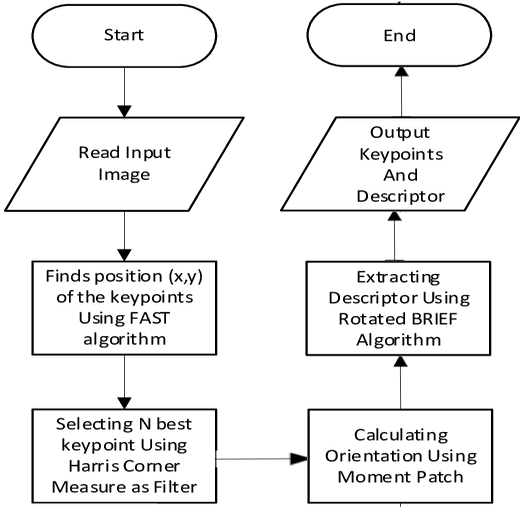 Start
Read Input
Image
Finds position (x,y)
of the keypoints
Using FAST
algorithm
Selecting N best
keypoint Using
Harris Corner
Measure as Filter
Calculating
Orientation Using
Moment Patch
Extracting
Descriptor Using
Rotated BRIEF
Algorithm
Output
Keypoints
And
Descriptor
End